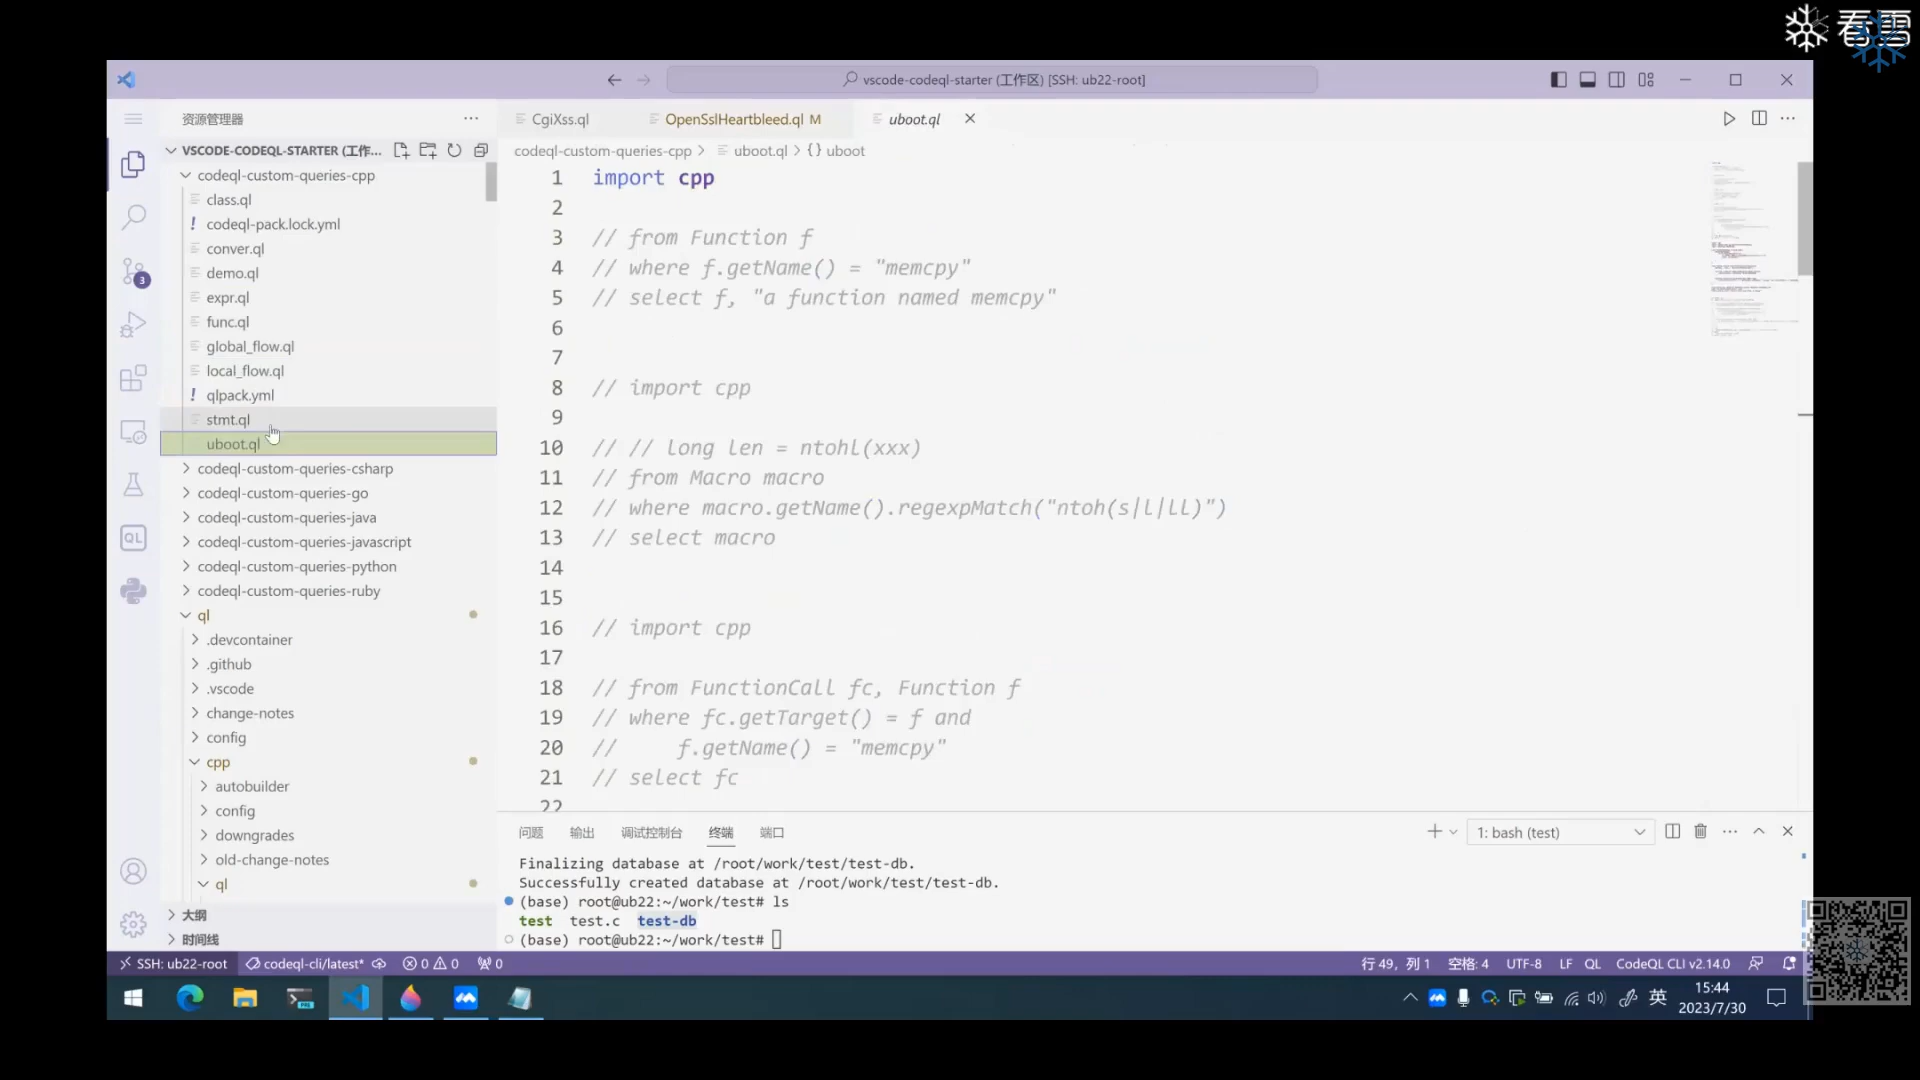 看雪
vscode-codeql-starter (工作区) [SSH: ub22-root]
资源管理器
CgiXss.ql
OpenSslHeartbleed.ql M
uboot.ql
VSCODE-CODEQL-STARTER (工作...
codeql-custom-queries-cpp > uboot.ql > {} uboot
codeql-custom-queries-cpp
class.ql
! codeql-pack.lock.yml
conver.ql
demo.ql
expr.ql
func.ql
global_flow.ql
local_flow.ql
! qlpack.yml
stmt.ql
uboot.ql
codeql-custom-queries-csharp
codeql-custom-queries-go
codeql-custom-queries-java
codeql-custom-queries-javascript
codeql-custom-queries-python
codeql-custom-queries-ruby
ql
.devcontainer
.github
.vscode
change-notes
config
cpp
autobuilder
config
downgrades
old-change-notes
ql
大纲
时间线
3
QL
1 import cpp
2
3 // from Function f
4 // where f.getName() = "memcpy"
5 // select f, "a function named memcpy"
6
7
8 // import cpp
9
10 // // long len = ntohl(xxx)
11 // from Macro macro
12 // where macro.getName().regexpMatch("ntoh(s|l|ll)")
13 // select macro
14
15
16 // import cpp
17
18 // from FunctionCall fc, Function f
19 // where fc.getTarget() = f and
20 //     f.getName() = "memcpy"
21 // select fc
22
问题 输出 调试控制台 终端 端口
1: bash (test)
Finalizing database at /root/work/test/test-db.
Successfully created database at /root/work/test/test-db.
(base) root@ub22:~/work/test# ls
test test.c test-db
(base) root@ub22:~/work/test#
SSH: ub22-root codeql-cli/latest* 0 0 0
行 49，列 1 空格: 4 UTF-8 LF QL CodeQL CLI v2.14.0
英
15:44
2023/7/30